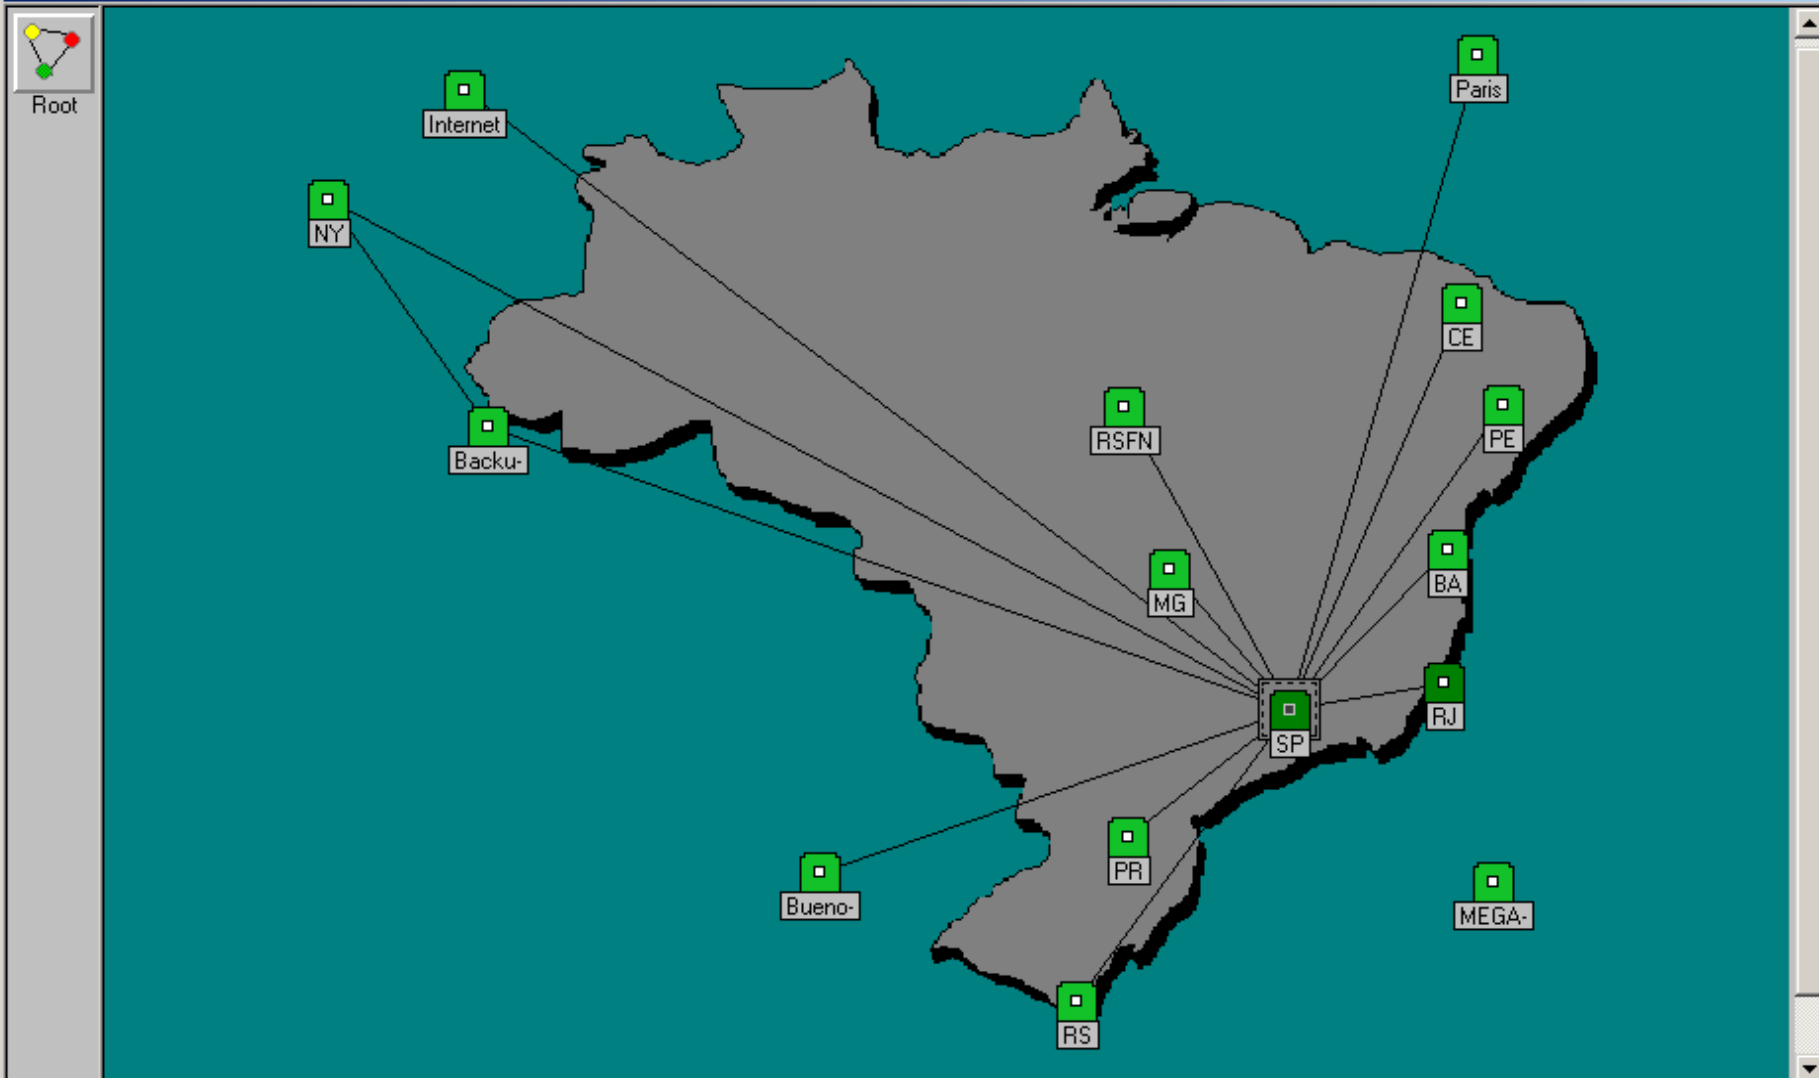 Root
Internet
Paris
NY
CE
RSFN
PE
Backu-
MG
BA
RJ
SP
PR
Bueno-
MEGA-
RS